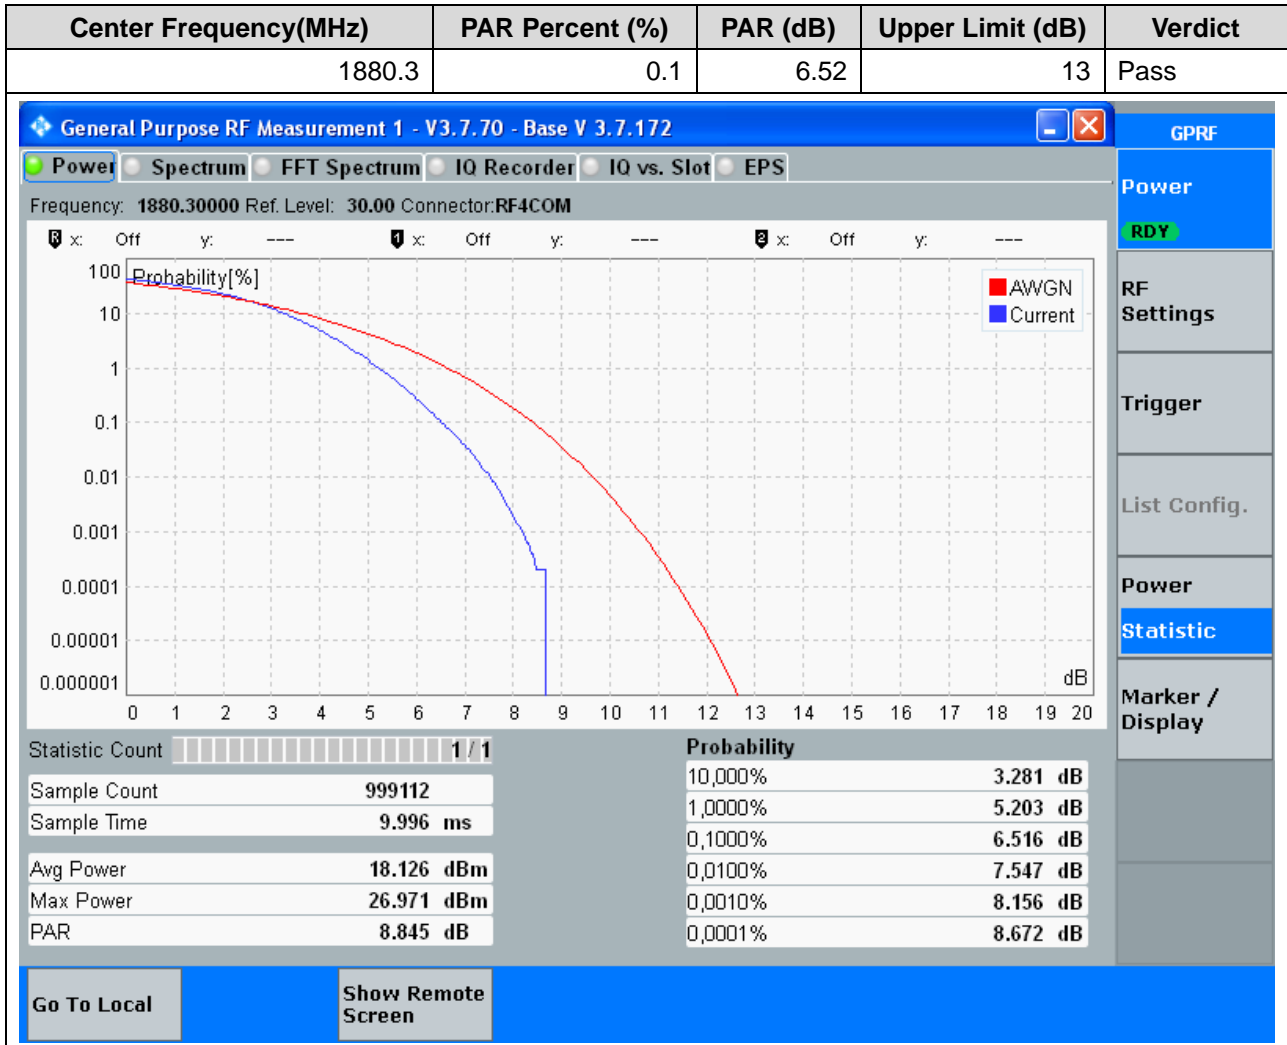 Center Frequency(MHz) PAR Percent (%) PAR (dB) Upper Limit (dB) Verdict
1880.3 0.1 6.52 13 Pass
General Purpose RF Measurement 1 - V3.7.70 - Base V 3.7.172
GPRF
Power Spectrum FFT Spectrum IQ Recorder IQ vs. Slot EPS
Power
RDY
Frequency: 1880.30000 Ref. Level: 30.00 Connector:RF4COM
R x: Off y: --- 1 x: Off y: --- 2 x: Off y: ---
Probability[%]
AWGN
Current
100
10
1
0.1
0.01
0.001
0.0001
0.00001
0.000001
dB
0 1 2 3 4 5 6 7 8 9 10 11 12 13 14 15 16 17 18 19 20
RF
Settings
Trigger
List Config.
Power
Statistic
Marker /
Display
Statistic Count 1 / 1
Sample Count 999112
Sample Time 9.996 ms
Avg Power 18.126 dBm
Max Power 26.971 dBm
PAR 8.845 dB
Probability
10,000% 3.281 dB
1,0000% 5.203 dB
0,1000% 6.516 dB
0,0100% 7.547 dB
0,0010% 8.156 dB
0,0001% 8.672 dB
Go To Local
Show Remote
Screen